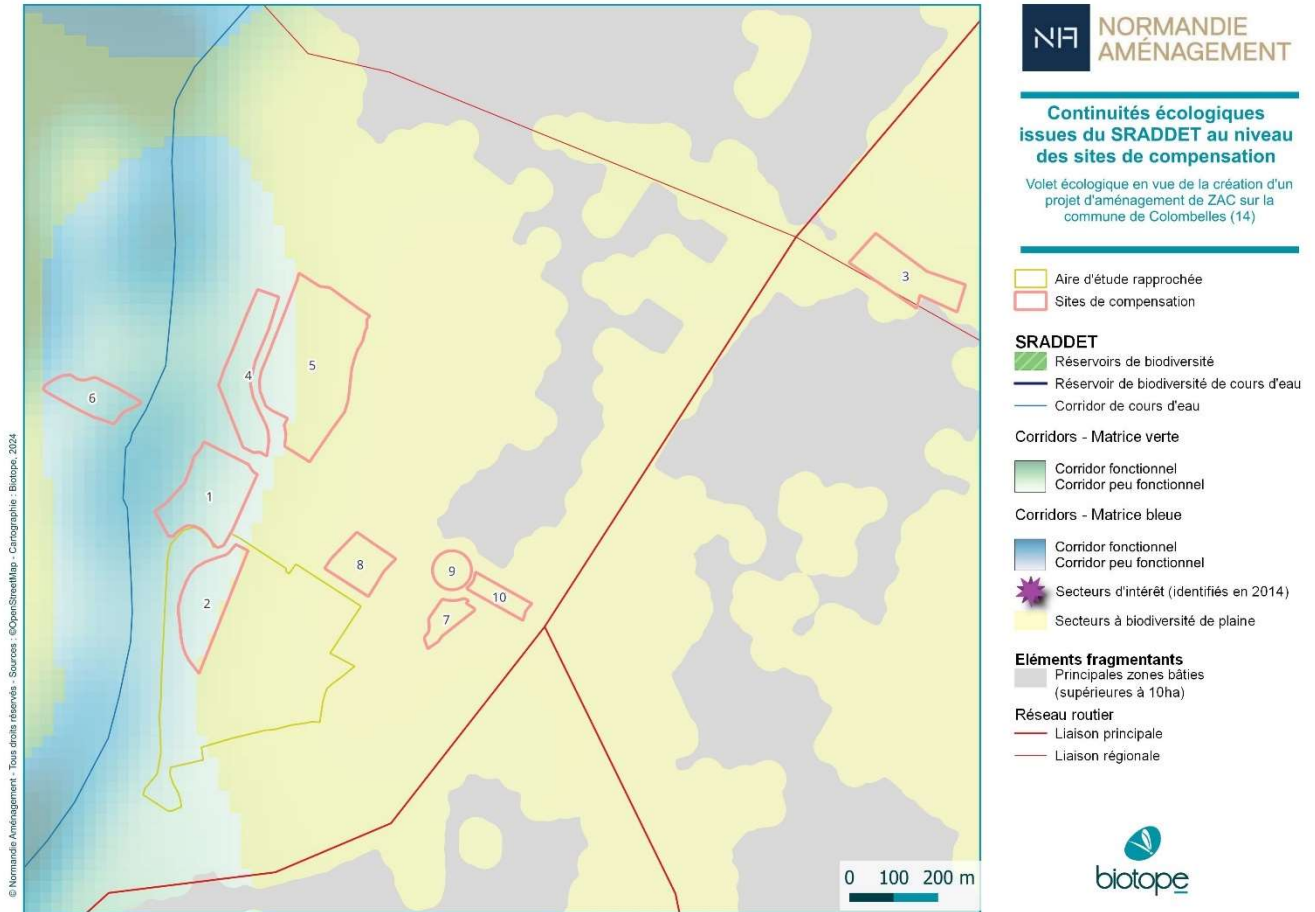 NA NORMANDIE
AMÉNAGEMENT
Continuités écologiques
issues du SRADDET au niveau
des sites de compensation
Volet écologique en vue de la création d'un
projet d'aménagement de ZAC sur la
commune de Colombelles (14)
Aire d'étude rapprochée
Sites de compensation
SRADDET
Réservoirs de biodiversité
Réservoir de biodiversité de cours d'eau
Corridor de cours d'eau
Corridors - Matrice verte
Corridor fonctionnel
Corridor peu fonctionnel
Corridors - Matrice bleue
Corridor fonctionnel
Corridor peu fonctionnel
Secteurs d'intérêt (identifiés en 2014)
Secteurs à biodiversité de plaine
Eléments fragmentants
Principales zones bâties
(supérieures à 10ha)
Réseau routier
Liaison principale
Liaison régionale
biotope
3
5
4
6
1
8
9
10
2
7
0 100 200 m
© Normandie Aménagement - Tous droits réservés - Sources : ©OpenStreetMap - Cartographie : Biotope, 2024